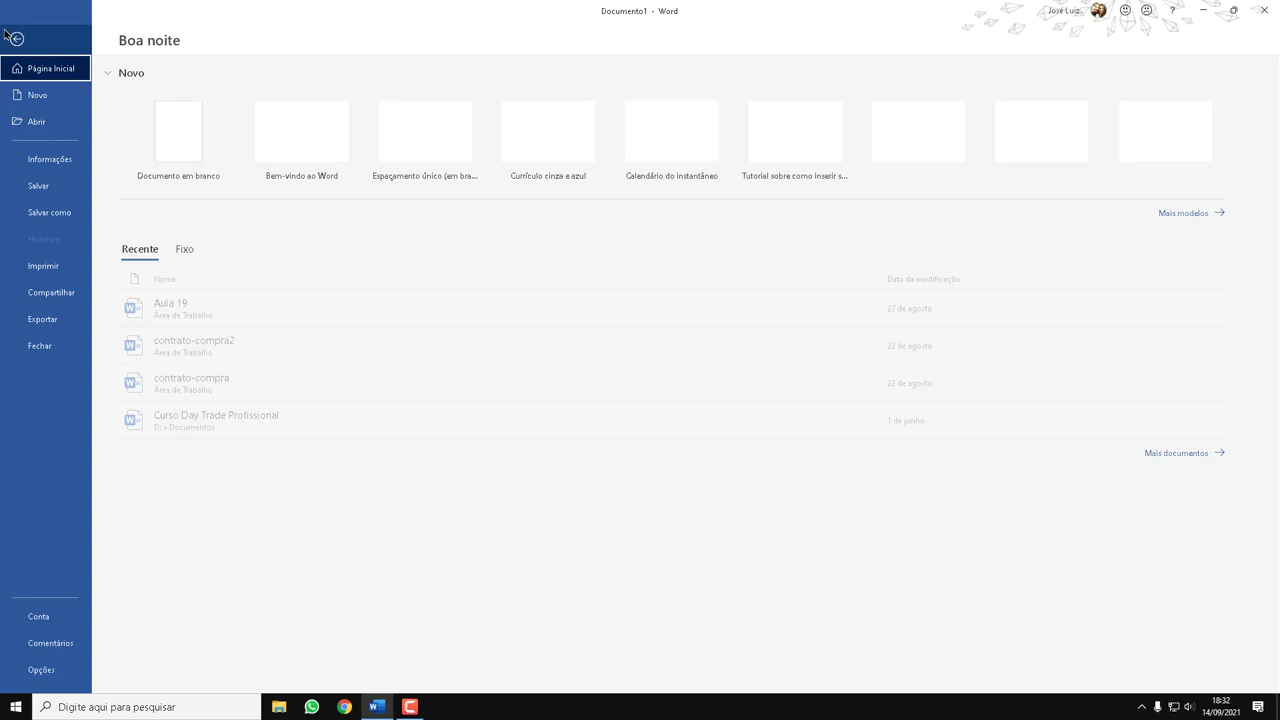 Documento1 - Word
José Luiz...
?
Boa noite
Página Inicial
Novo
Abrir
Informações
Salvar
Salvar como
Histórico
Imprimir
Compartilhar
Exportar
Fechar
Conta
Comentários
Opções
Novo
Documento em branco
Bem-vindo ao Word
Espaçamento único (em bra...
Currículo cinza e azul
Calendário do instantâneo
Tutorial sobre como inserir s...
Mais modelos
Recente Fixo
Nome Data da modificação
Aula 19
Área de Trabalho
27 de agosto
contrato-compra2
Área de Trabalho
22 de agosto
contrato-compra
Área de Trabalho
22 de agosto
Curso Day Trade Profissional
D: » Documentos
1 de junho
Mais documentos
Digite aqui para pesquisar
18:32
14/09/2021